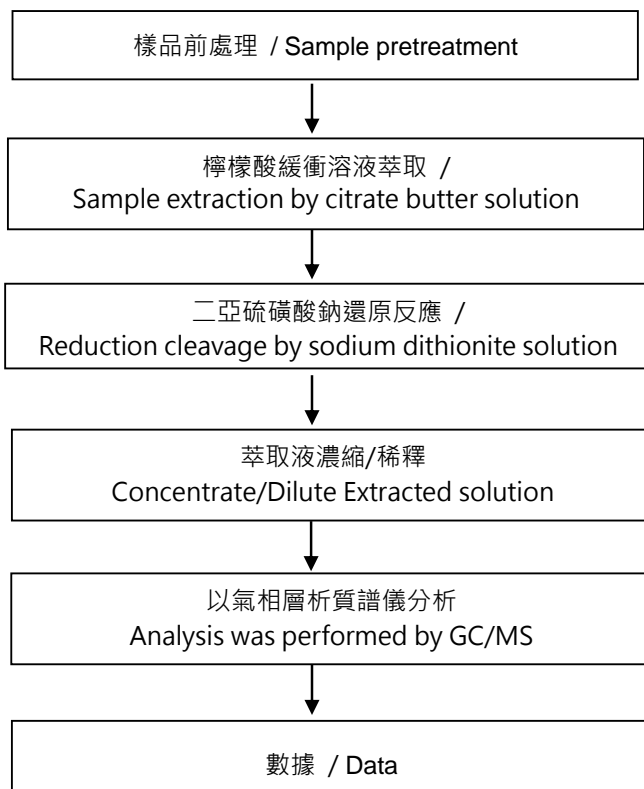 樣品前處理 / Sample pretreatment
檸檬酸緩衝溶液萃取 /
Sample extraction by citrate butter solution
二亞硫磺酸鈉還原反應 /
Reduction cleavage by sodium dithionite solution
萃取液濃縮/稀釋
Concentrate/Dilute Extracted solution
以氣相層析質譜儀分析
Analysis was performed by GC/MS
數據 / Data